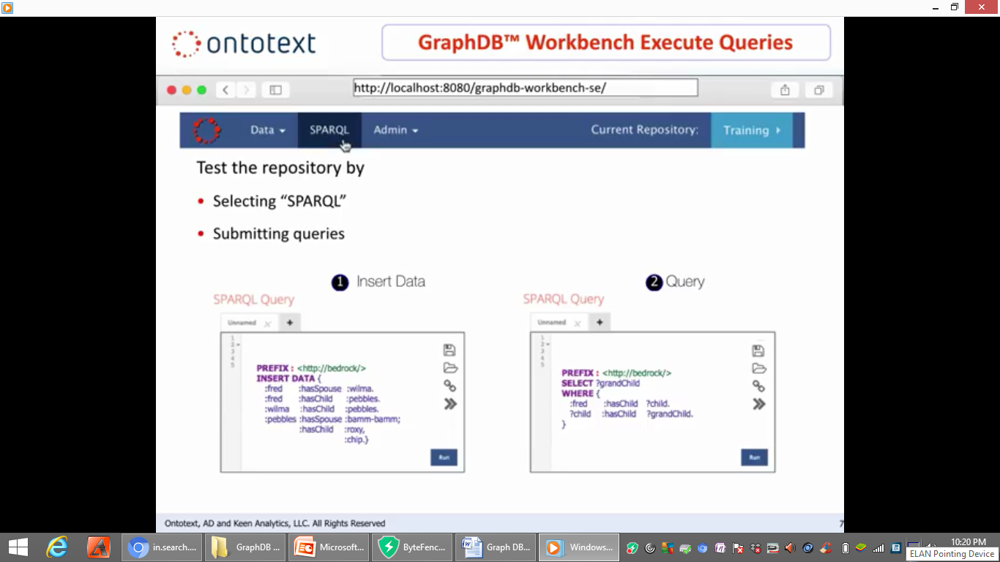 ontotext
GraphDB™ Workbench Execute Queries
http://localhost:8080/graphdb-workbench-se/
Data SPARQL Admin Current Repository: Training
Test the repository by
• Selecting “SPARQL”
• Submitting queries
1 Insert Data
SPARQL Query
Unnamed x +
1
2
3
4
5
PREFIX : <http://bedrock/>
INSERT DATA {
:fred :hasSpouse :wilma.
:fred :hasChild :pebbles.
:wilma :hasChild :pebbles.
:pebbles :hasSpouse :bamm-bamm;
:hasChild :roxy,
:chip.}
Run
2 Query
SPARQL Query
Unnamed x +
1
2
3
4
5
PREFIX : <http://bedrock/>
SELECT ?grandChild
WHERE {
:fred :hasChild ?child.
?child :hasChild ?grandChild.
}
Run
Ontotext, AD and Keen Analytics, LLC. All Rights Reserved
7
in.search.... GraphDB ... Microsoft... ByteFenc... Graph DB... Windows... 10:20 PM
ELAN Pointing Device